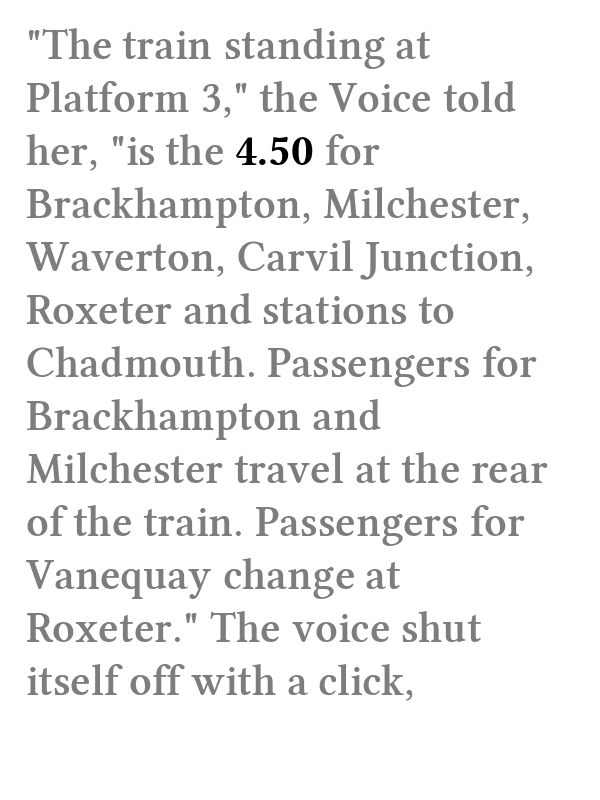 "The train standing at
Platform 3," the Voice told
her, "is the 4.50 for
Brackhampton, Milchester,
Waverton, Carvil Junction,
Roxeter and stations to
Chadmouth. Passengers for
Brackhampton and
Milchester travel at the rear
of the train. Passengers for
Vanequay change at
Roxeter." The voice shut
itself off with a click,